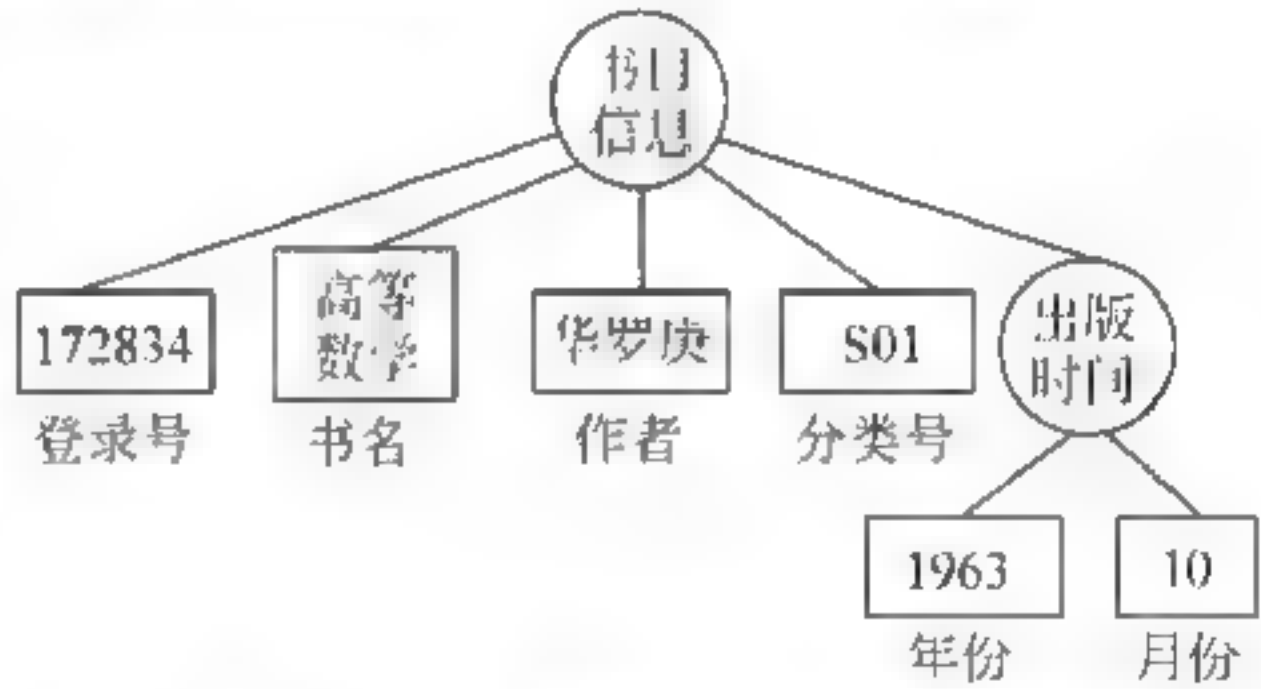 书目
信息
172834
登录号
高等
数学
书名
华罗庚
作者
S01
分类号
出版
时间
1963
年份
10
月份